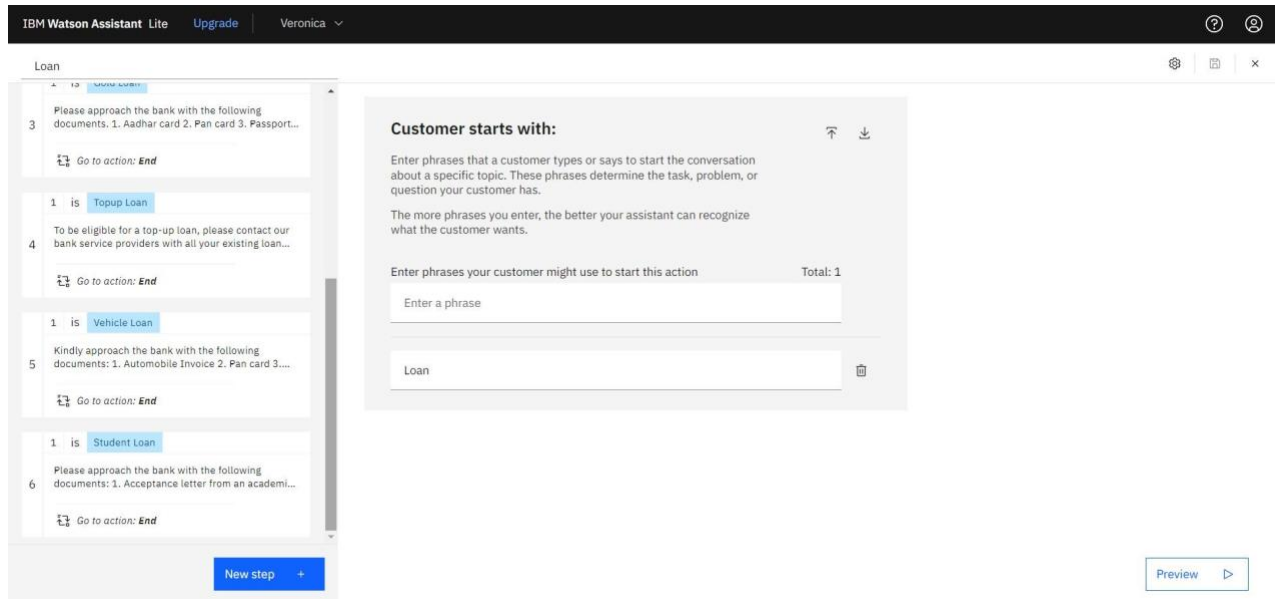 IBM Watson Assistant Lite Upgrade Veronica
Loan
1 is Gold Loan
3
Please approach the bank with the following
documents. 1. Aadhar card 2. Pan card 3. Passport...
Go to action: End
1 is Topup Loan
4
To be eligible for a top-up loan, please contact our
bank service providers with all your existing loan...
Go to action: End
1 is Vehicle Loan
5
Kindly approach the bank with the following
documents: 1. Automobile Invoice 2. Pan card 3....
Go to action: End
1 is Student Loan
6
Please approach the bank with the following
documents: 1. Acceptance letter from an academi...
Go to action: End
New step +
Customer starts with:
Enter phrases that a customer types or says to start the conversation
about a specific topic. These phrases determine the task, problem, or
question your customer has.
The more phrases you enter, the better your assistant can recognize
what the customer wants.
Enter phrases your customer might use to start this action Total: 1
Enter a phrase
Loan
Preview